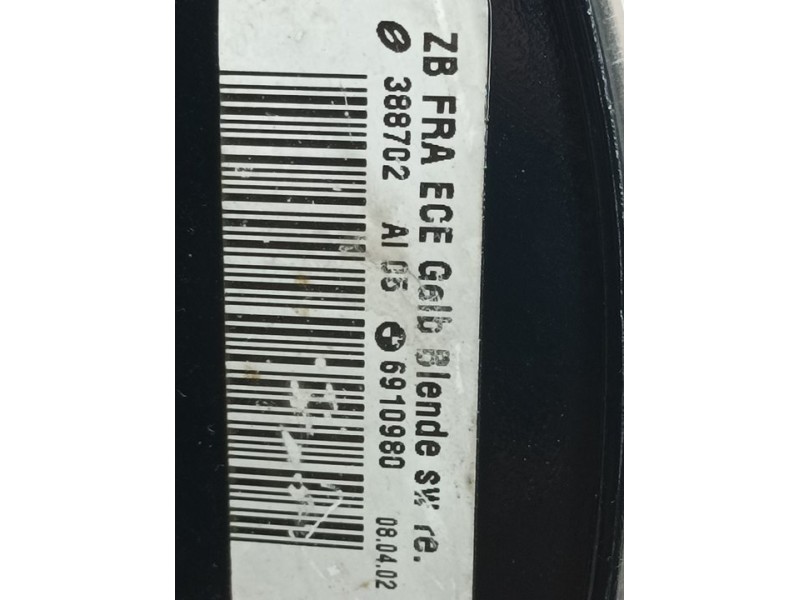 ZB FRA ECE Gelb Blende sw re.
388702 AI 05 6910980 08.04.02